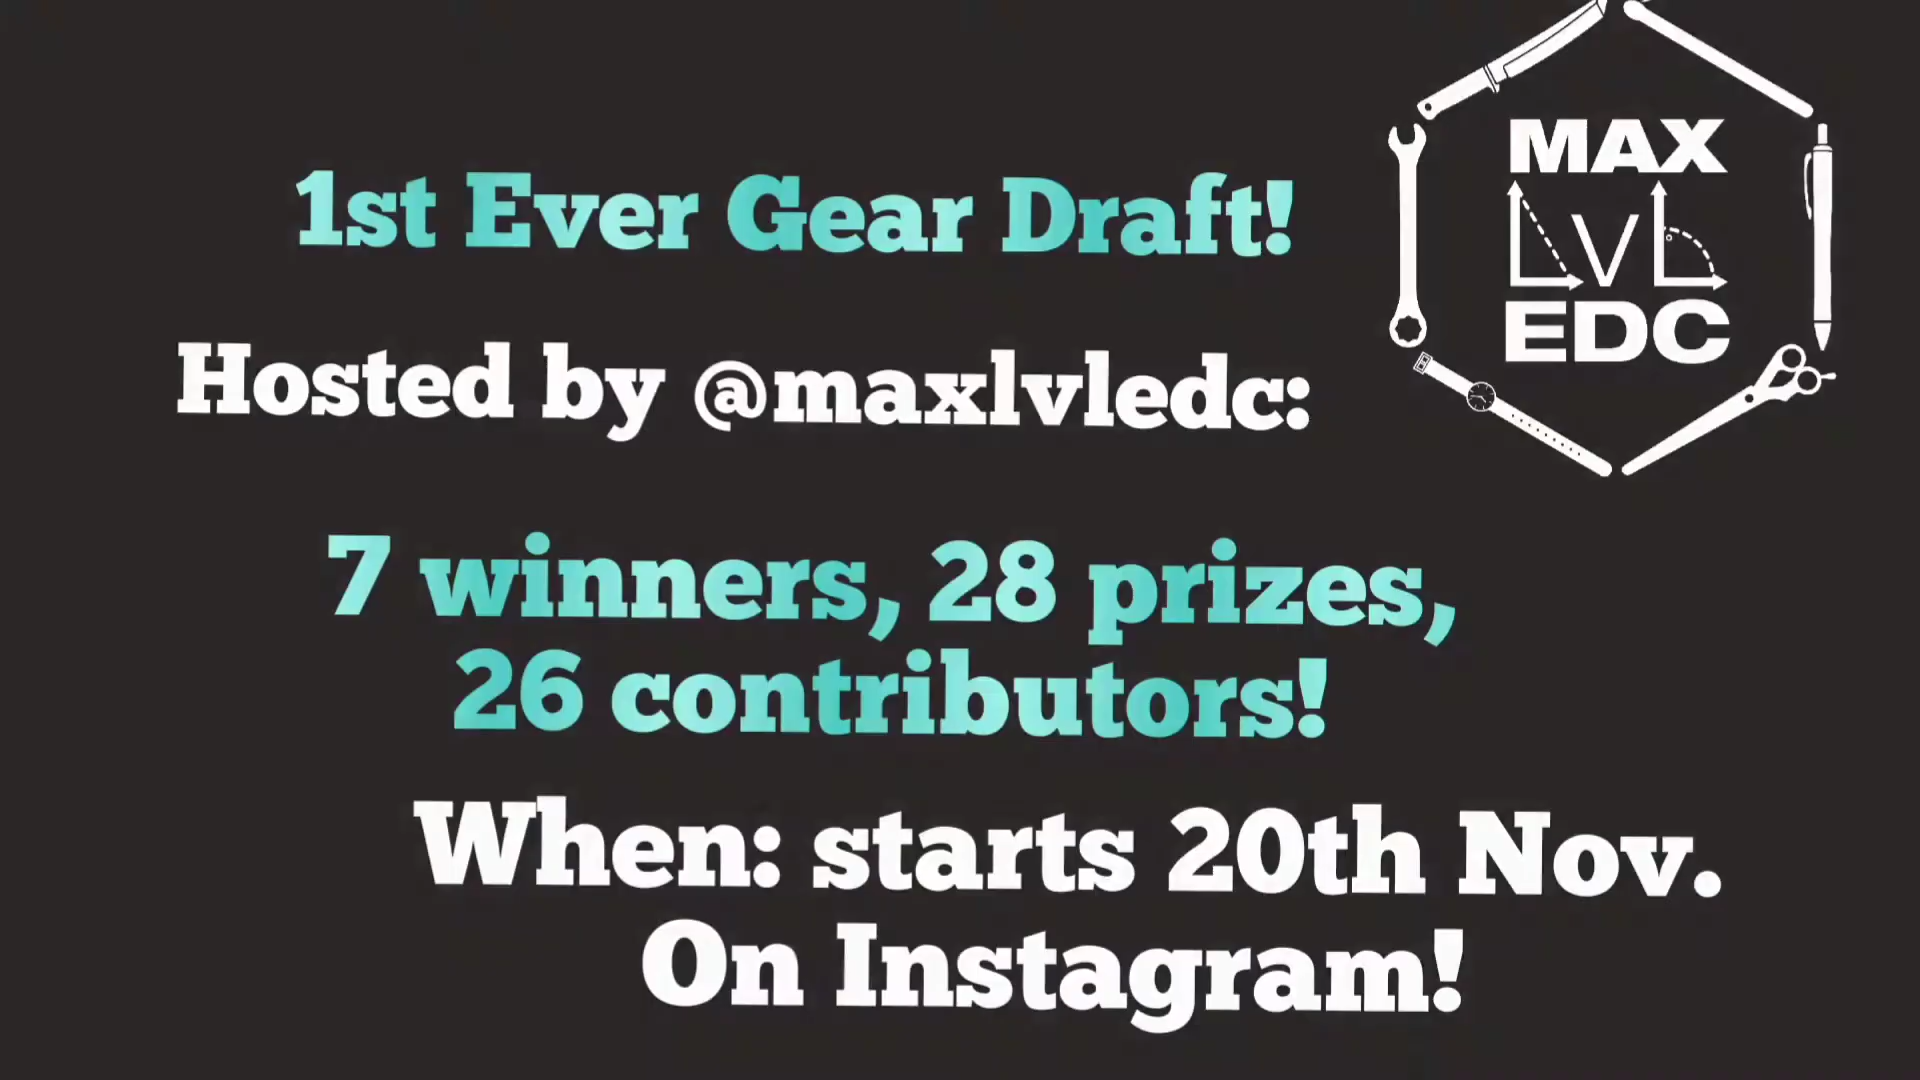 1st Ever Gear Draft!
Hosted by @maxlvledc:
7 winners, 28 prizes,
26 contributors!
When: starts 20th Nov.
On Instagram!
MAX
LVL
EDC